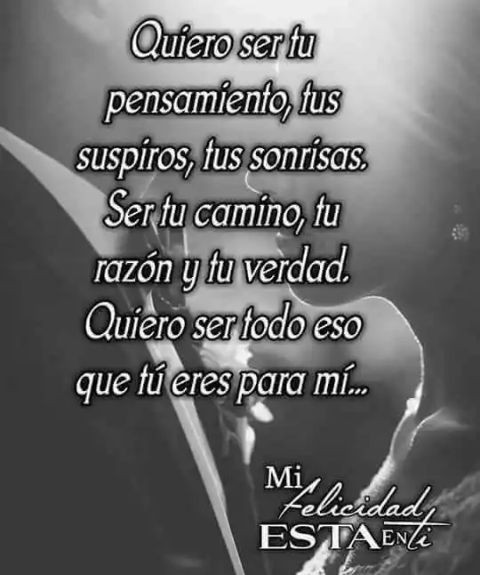 Quiero ser tu
pensamiento, tus
suspiros, tus sonrisas.
Ser tu camino, tu
razón y tu verdad.
Quiero ser todo eso
que tú eres para mí...
Mi
Felicidad
ESTA EN ti